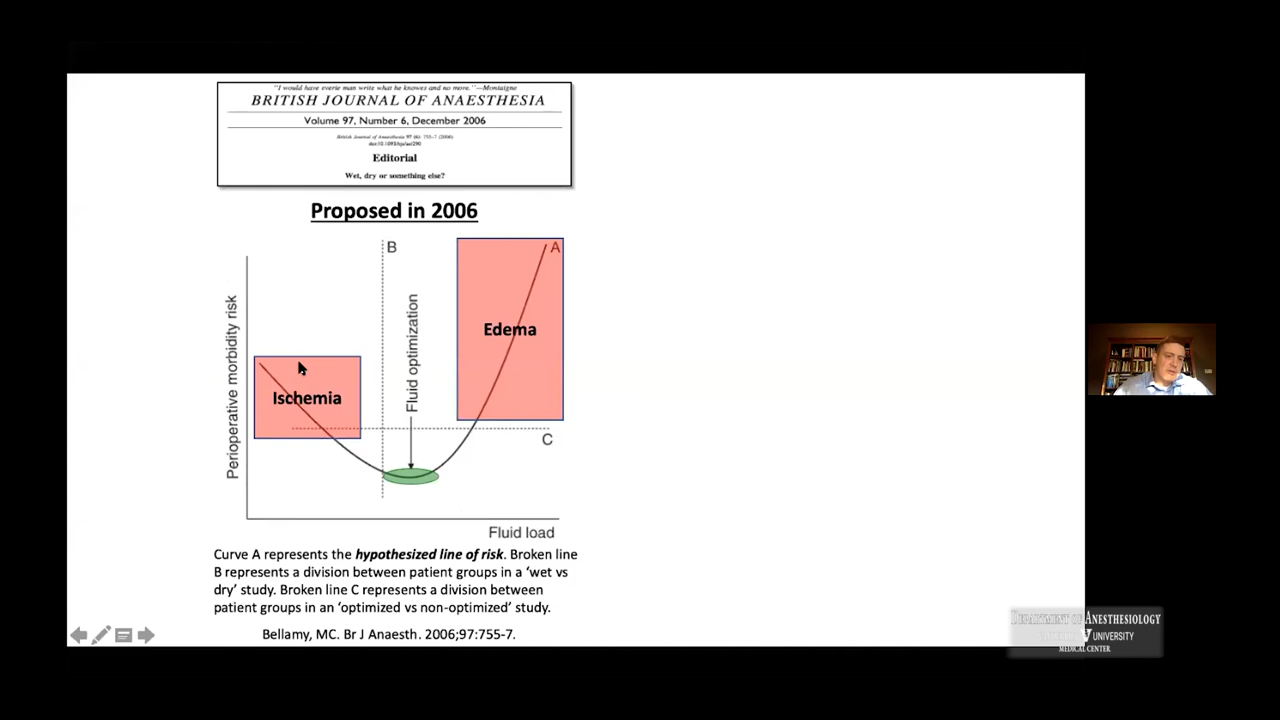 "I would have everie man write what he knowes and no more."—Montaigne
BRITISH JOURNAL OF ANAESTHESIA
Volume 97, Number 6, December 2006
British Journal of Anaesthesia 97 (6): 755–7 (2006)
doi:10.1093/bja/ael290
Editorial
Wet, dry or something else?
Proposed in 2006
B
A
Fluid optimization
Edema
Perioperative morbidity risk
Ischemia
C
Fluid load
Curve A represents the hypothesized line of risk. Broken line
B represents a division between patient groups in a ‘wet vs
dry’ study. Broken line C represents a division between
patient groups in an ‘optimized vs non-optimized’ study.
Bellamy, MC. Br J Anaesth. 2006;97:755-7.
DEPARTMENT OF ANESTHESIOLOGY
UNIVERSITY
MEDICAL CENTER